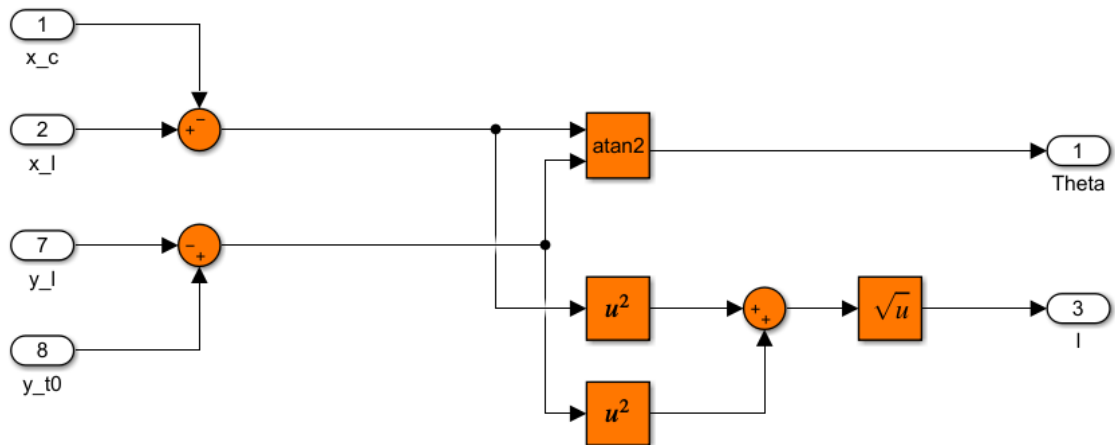 1
x_c
2
x_l
+ -
atan2
1
Theta
7
y_l
- +
8
y_t0
u²
+ +
√u
3
l
u²